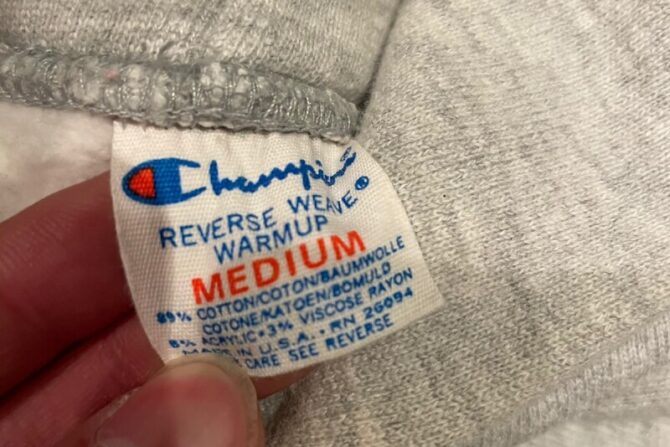 Champion
REVERSE WEAVE®
WARMUP
MEDIUM
89% COTTON/COTON/BAUMWOLLE
COTONE/KATOEN/BOMULD
8% ACRYLIC • 3% VISCOSE RAYON
MADE IN U.S.A. • RN 26094
CARE SEE REVERSE